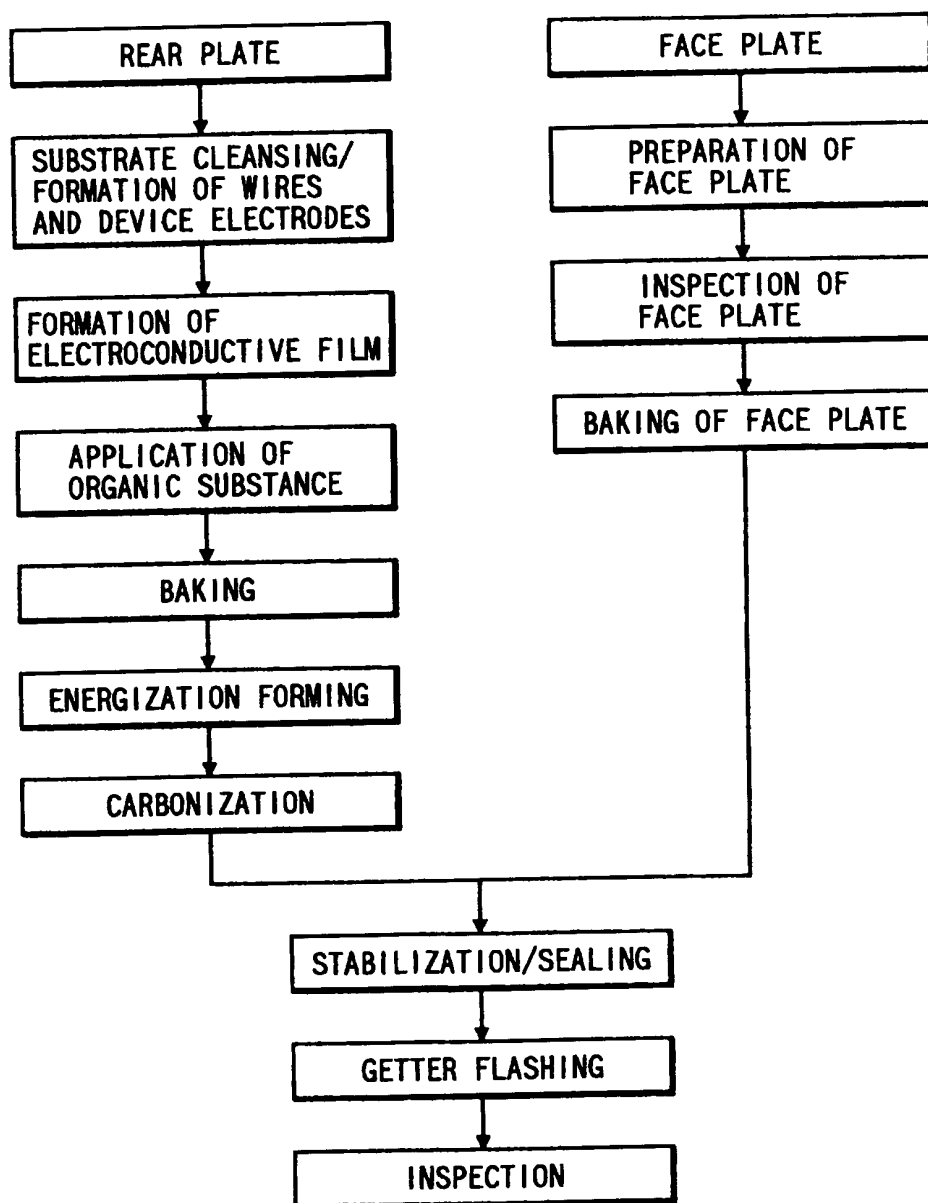 REAR PLATE
SUBSTRATE CLEANSING/
FORMATION OF WIRES
AND DEVICE ELECTRODES
FORMATION OF
ELECTROCONDUCTIVE FILM
APPLICATION OF
ORGANIC SUBSTANCE
BAKING
ENERGIZATION FORMING
CARBONIZATION
FACE PLATE
PREPARATION OF
FACE PLATE
INSPECTION OF
FACE PLATE
BAKING OF FACE PLATE
STABILIZATION/SEALING
GETTER FLASHING
INSPECTION